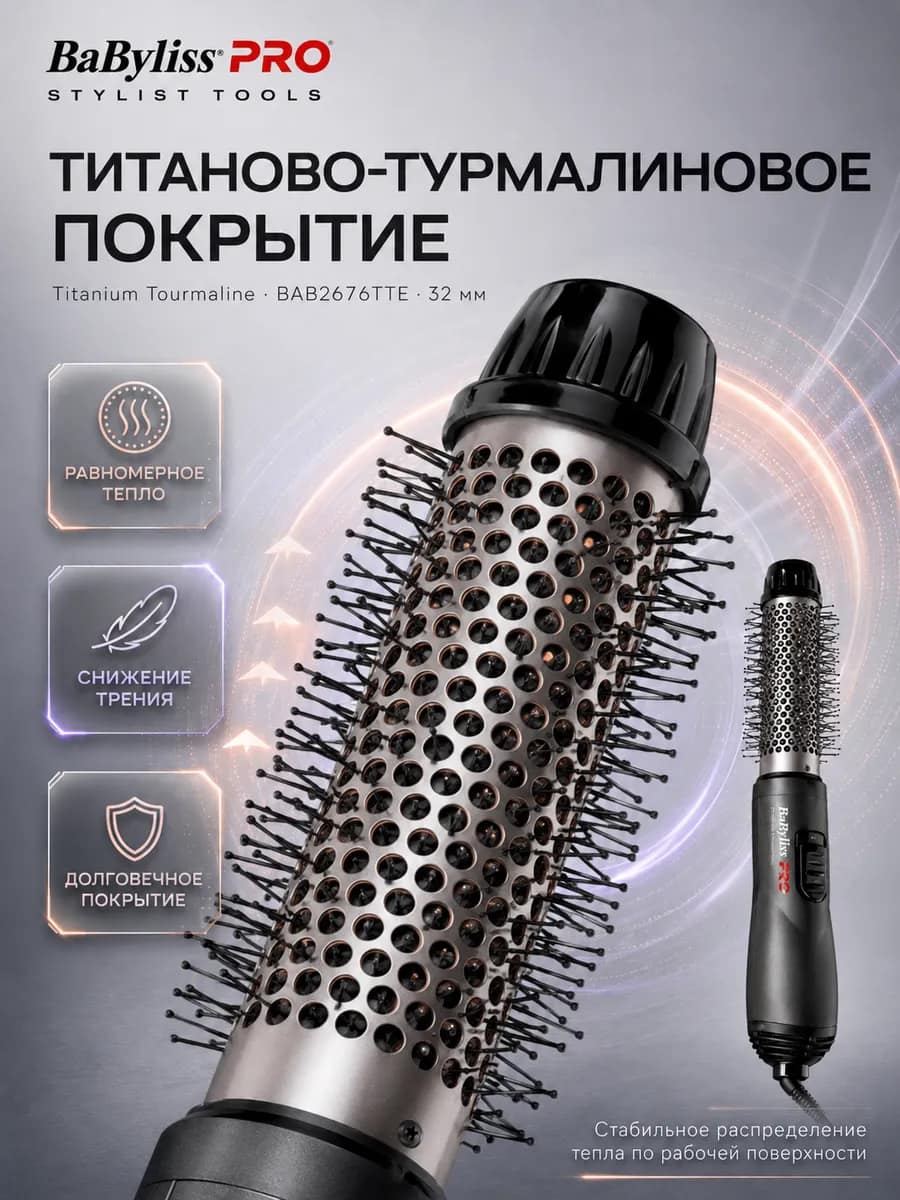 BaByliss PRO
STYLIST TOOLS
ТИТАНОВО-ТУРМАЛИНОВОЕ
ПОКРЫТИЕ
Titanium Tourmaline · BAB2676TTE · 32 мм
РАВНОМЕРНОЕ
ТЕПЛО
СНИЖЕНИЕ
ТРЕНИЯ
ДОЛГОВЕЧНОЕ
ПОКРЫТИЕ
BaByliss PRO
Стабильное распределение
тепла по рабочей поверхности